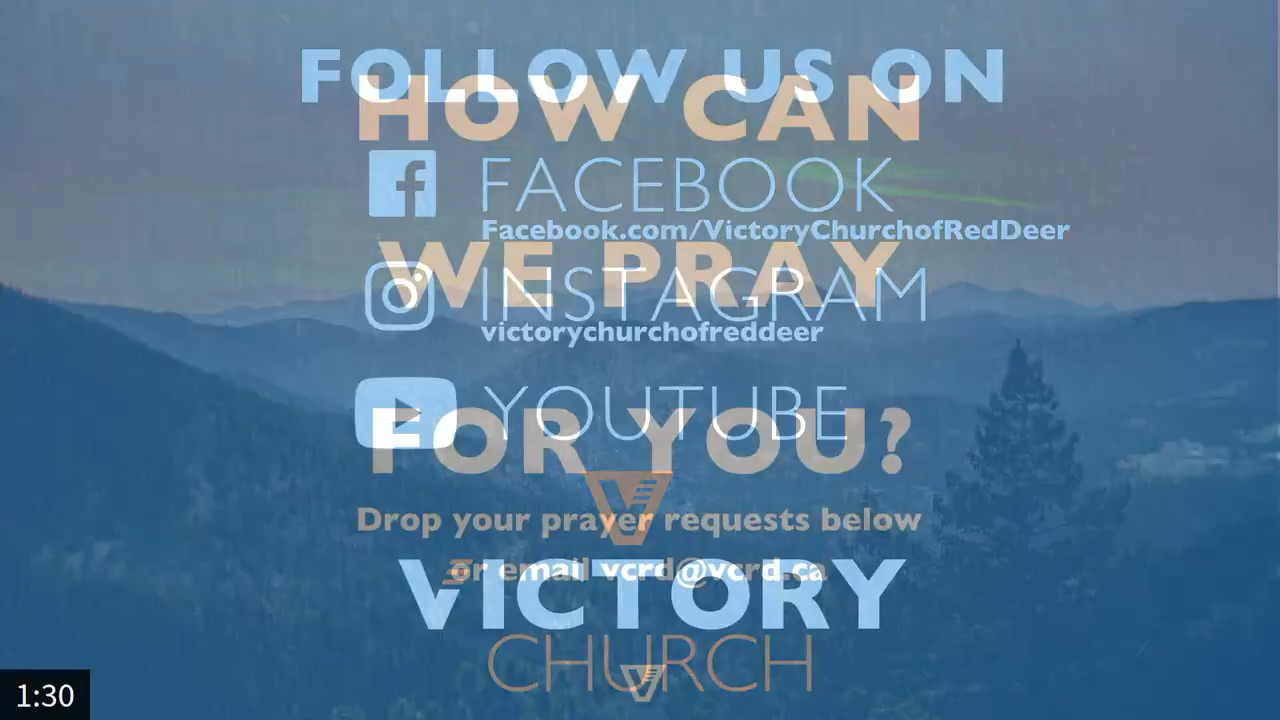 FOLLOW US ON
HOW CAN
FACEBOOK
Facebook.com/VictoryChurchofRedDeer
WE PRAY
INSTAGRAM
victorychurchofreddeer
YOUTUBE
FOR YOU?
Drop your prayer requests below
or email vcrd@vcrd.ca
VICTORY
CHURCH
1:30